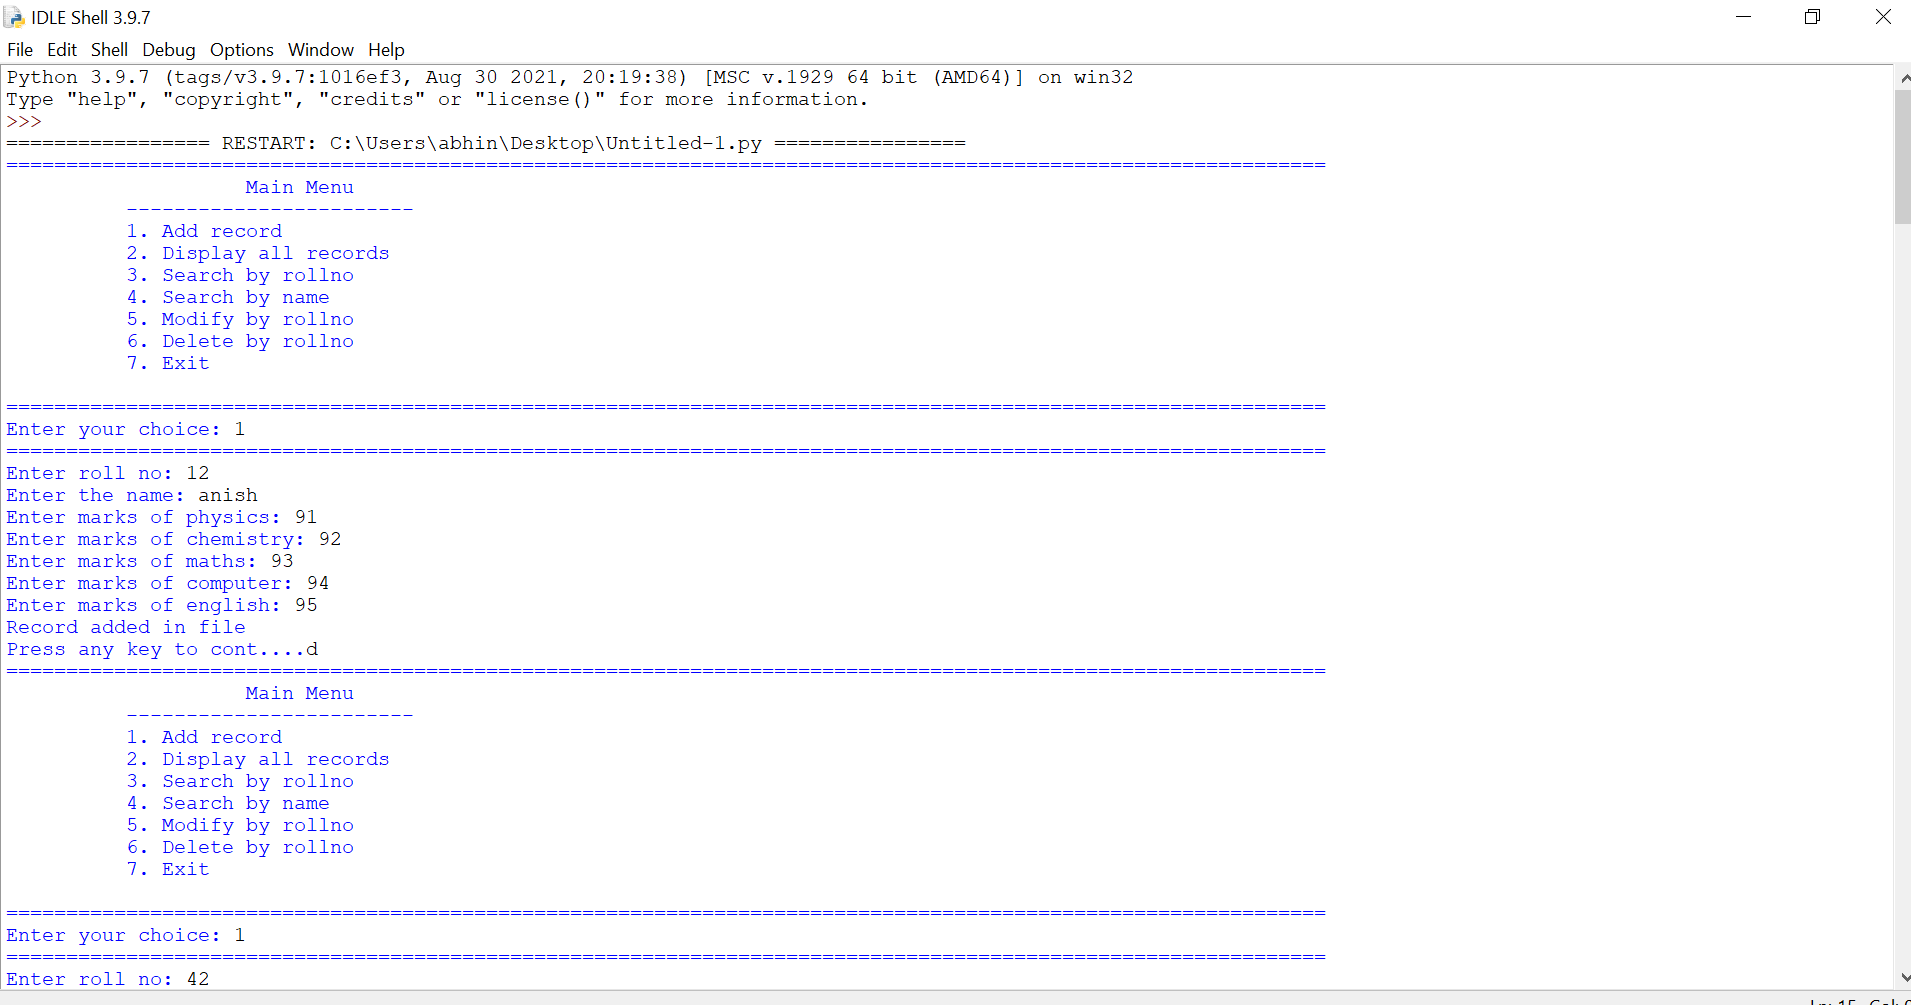 IDLE Shell 3.9.7
File Edit Shell Debug Options Window Help
Python 3.9.7 (tags/v3.9.7:1016ef3, Aug 30 2021, 20:19:38) [MSC v.1929 64 bit (AMD64)] on win32
Type "help", "copyright", "credits" or "license()" for more information.
>>>
================= RESTART: C:\Users\abhin\Desktop\Untitled-1.py ================
==============================================================================================================
Main Menu
------------------------
1. Add record
2. Display all records
3. Search by rollno
4. Search by name
5. Modify by rollno
6. Delete by rollno
7. Exit
==============================================================================================================
Enter your choice: 1
==============================================================================================================
Enter roll no: 12
Enter the name: anish
Enter marks of physics: 91
Enter marks of chemistry: 92
Enter marks of maths: 93
Enter marks of computer: 94
Enter marks of english: 95
Record added in file
Press any key to cont....d
==============================================================================================================
Main Menu
------------------------
1. Add record
2. Display all records
3. Search by rollno
4. Search by name
5. Modify by rollno
6. Delete by rollno
7. Exit
==============================================================================================================
Enter your choice: 1
==============================================================================================================
Enter roll no: 42